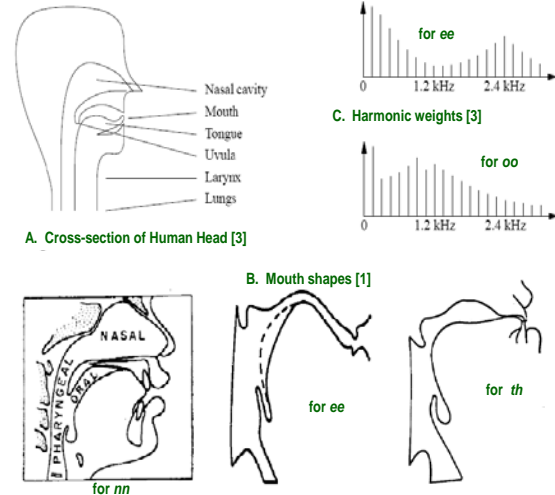 Nasal cavity
Mouth
Tongue
Uvula
Larynx
Lungs
A. Cross-section of Human Head [3]
for ee
0 1.2 kHz 2.4 kHz
C. Harmonic weights [3]
for oo
0 1.2 kHz 2.4 kHz
B. Mouth shapes [1]
NASAL
ORAL
PHARYNGEAL
for nn
for ee
for th